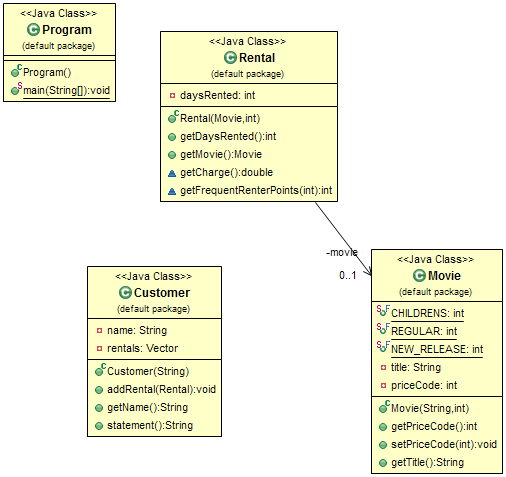 <<Java Class>>
Program
(default package)
Program()
main(String[]):void
<<Java Class>>
Rental
(default package)
daysRented: int
Rental(Movie,int)
getDaysRented():int
getMovie():Movie
getCharge():double
getFrequentRenterPoints(int):int
-movie
0..1
<<Java Class>>
Customer
(default package)
name: String
rentals: Vector
Customer(String)
addRental(Rental):void
getName():String
statement():String
<<Java Class>>
Movie
(default package)
CHILDRENS: int
REGULAR: int
NEW_RELEASE: int
title: String
priceCode: int
Movie(String,int)
getPriceCode():int
setPriceCode(int):void
getTitle():String